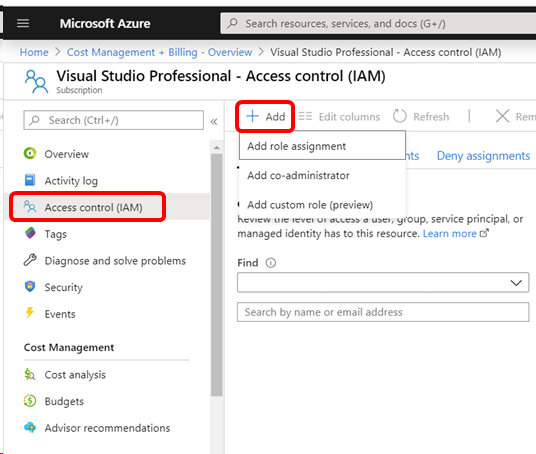 Microsoft Azure
Search resources, services, and docs (G+/)
Home > Cost Management + Billing - Overview > Visual Studio Professional - Access control (IAM)
Visual Studio Professional - Access control (IAM)
Subscription
Search (Ctrl+/)
«
Overview
Activity log
Access control (IAM)
Tags
Diagnose and solve problems
Security
Events
Cost Management
Cost analysis
Budgets
Advisor recommendations
+ Add
Edit columns
Refresh
Add role assignment
Add co-administrator
Add custom role (preview)
Deny assignments
Review the level of access a user, group, service principal, or
managed identity has to this resource. Learn more
Find
Search by name or email address